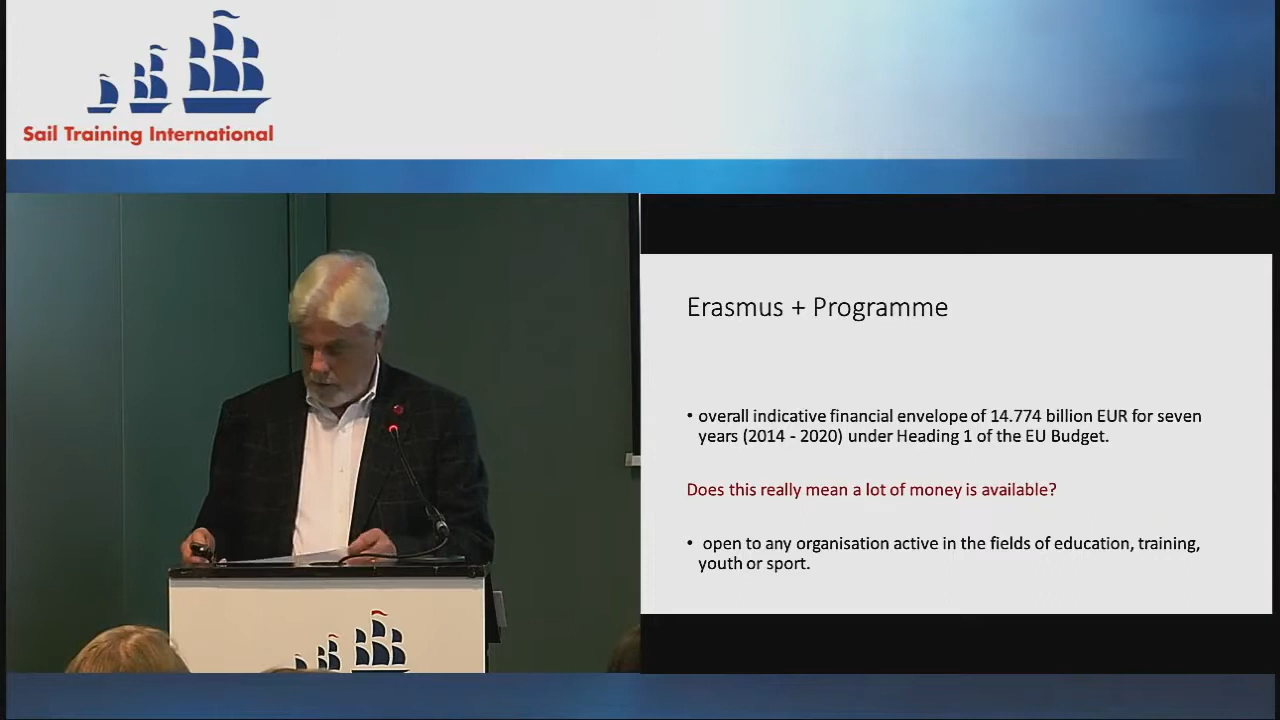 Sail Training International
Erasmus + Programme
• overall indicative financial envelope of 14.774 billion EUR for seven
years (2014 - 2020) under Heading 1 of the EU Budget.
Does this really mean a lot of money is available?
• open to any organisation active in the fields of education, training,
youth or sport.